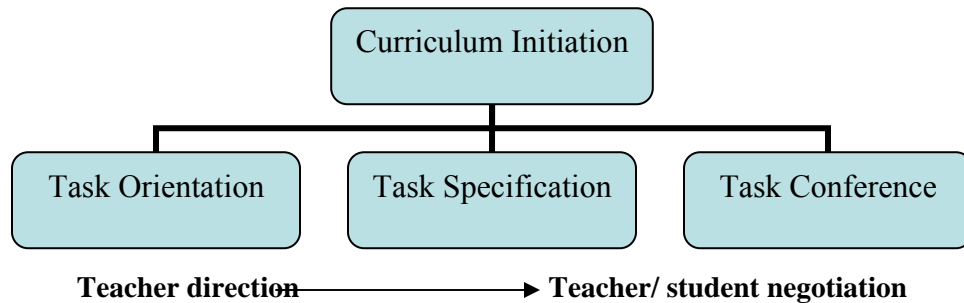 Curriculum Initiation
Task Orientation
Task Specification
Task Conference
Teacher direction
Teacher/ student negotiation